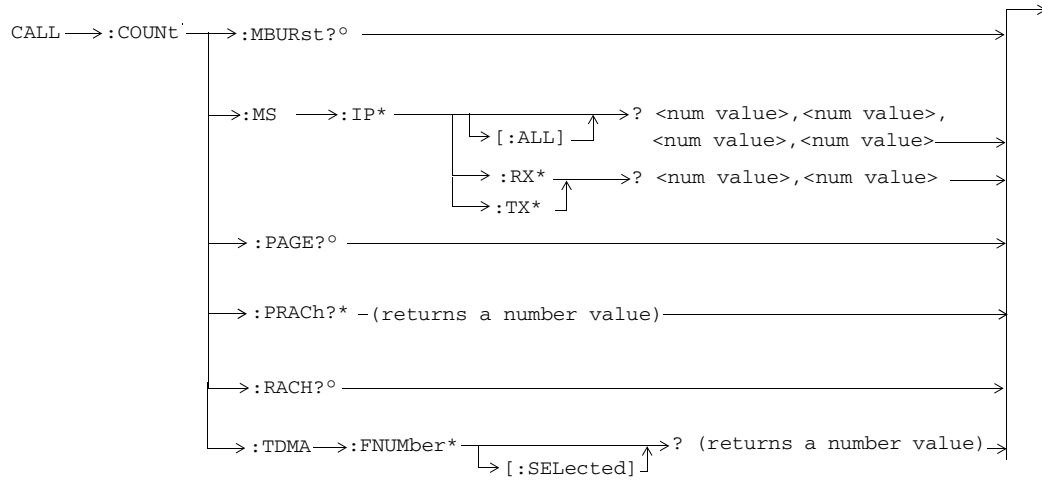 CALL :COUNt :MBURst?°
:MS :IP* ? <num value>,<num value>,
[:ALL] <num value>,<num value>
:RX* ? <num value>,<num value>
:TX*
:PAGE?°
:PRACh?* (returns a number value)
:RACH?°
:TDMA :FNUMber* ? (returns a number value)
[:SELected]